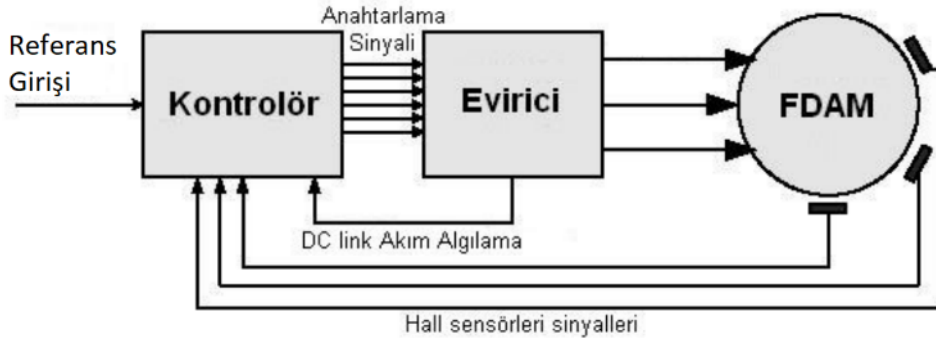 Anahtarlama
Sinyali
Referans
Girişi
Kontrolör
Evirici
FDAM
DC link Akım Algılama
Hall sensörleri sinyalleri